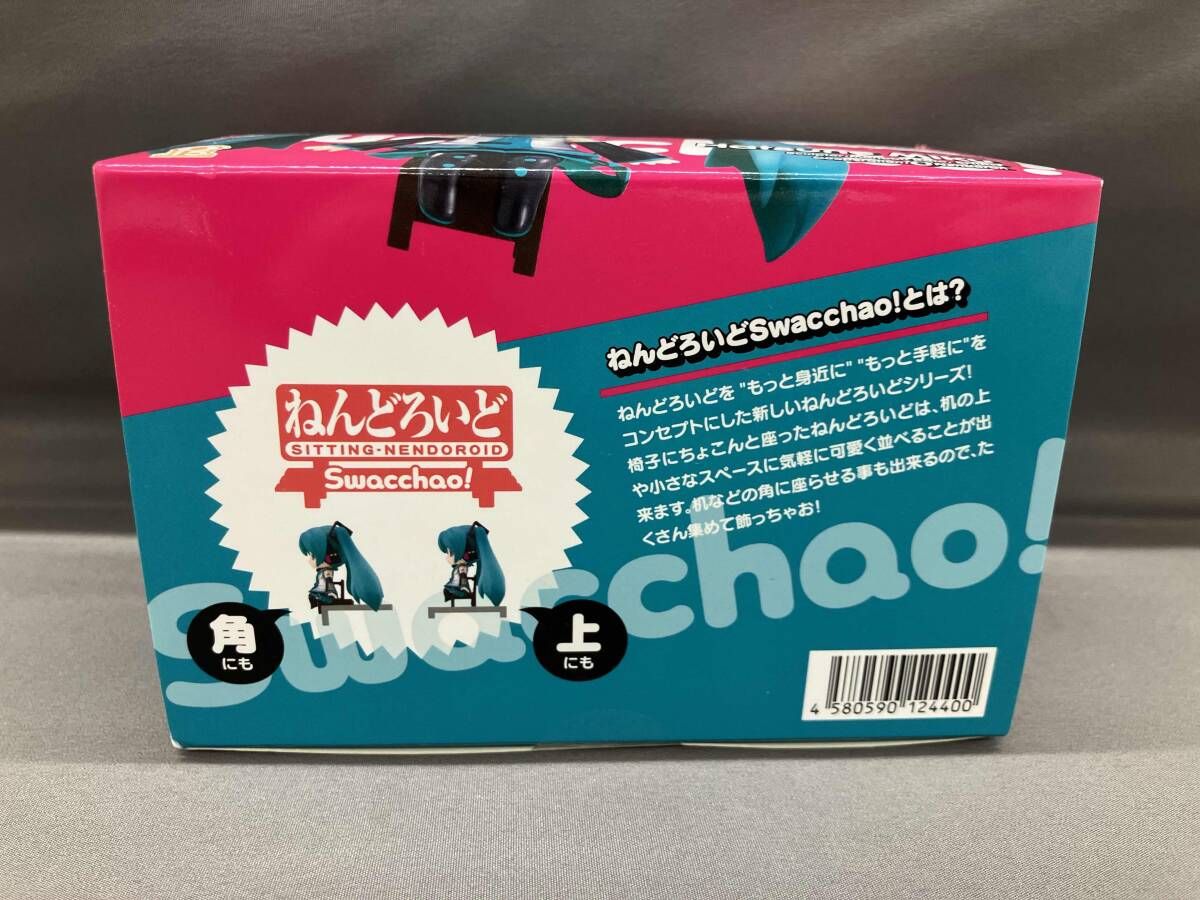 Hatsune Miku
ねんどろいど
SITTING-NENDOROID
Swacchao!
角
にも
上
にも
ねんどろいどSwacchao!とは?
ねんどろいどを "もっと身近に" "もっと手軽に"を
コンセプトにした新しいねんどろいどシリーズ!
椅子にちょこんと座ったねんどろいどは、机の上
や小さなスペースに気軽に可愛く並べることが出
来ます。机などの角に座らせる事も出来るので、た
くさん集めて飾っちゃお!
Swacchao!
4 580590 124400